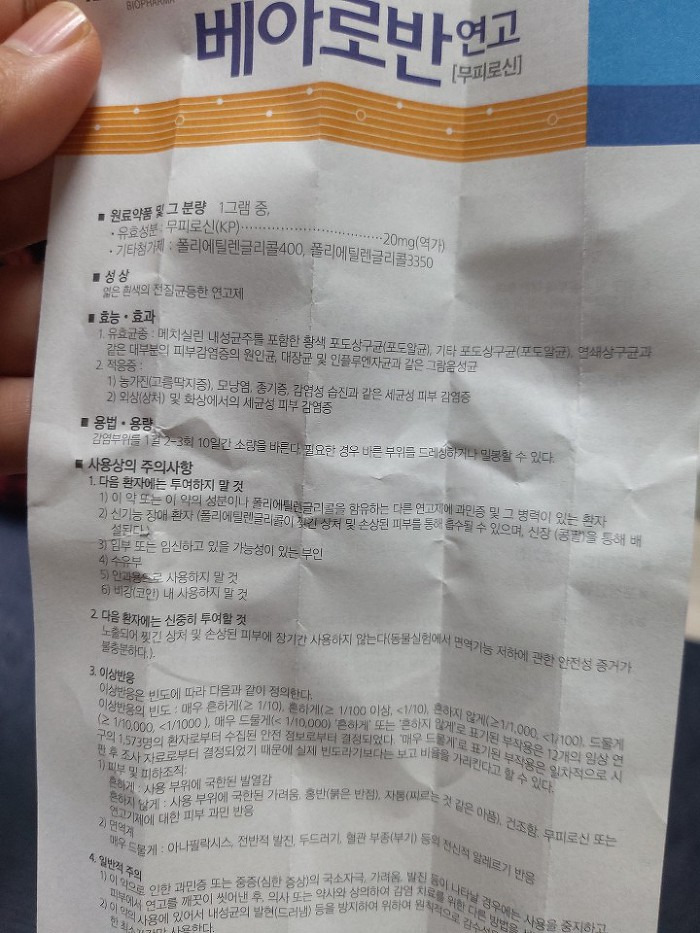 BIOPHARMA
베아로반 연고
[무피로신]
■ 원료약품 및 그 분량 1그램 중,
• 유효성분 : 무피로신(KP)································20mg(역가)
• 기타첨가제 : 폴리에틸렌글리콜400, 폴리에틸렌글리콜3350
■ 성상
엷은 흰색의 전질균등한 연고제
■ 효능 • 효과
1. 유효균종 : 메치실린 내성균주를 포함한 황색 포도상구균(포도알균), 기타 포도상구균(포도알균), 연쇄상구균과
같은 대부분의 피부감염증의 원인균, 대장균 및 인플루엔자균과 같은 그람음성균
2. 적응증 :
1) 농가진(고름딱지증), 모낭염, 종기증, 감염성 습진과 같은 세균성 피부 감염증
2) 외상(상처) 및 화상에서의 세균성 피부 감염증
■ 용법 • 용량
감염부위를 1일 2-3회 10일간 소량을 바른다. 필요한 경우 바른 부위를 드레싱하거나 밀봉할 수 있다.
■ 사용상의 주의사항
1. 다음 환자에는 투여하지 말 것
1) 이 약 또는 이 약의 성분이나 폴리에틸렌글리콜을 함유하는 다른 연고제에 과민증 및 그 병력이 있는 환자
2) 신기능 장애 환자 (폴리에틸렌글리콜이 찢긴 상처 및 손상된 피부를 통해 흡수될 수 있으며, 신장 (콩팥)을 통해 배
설된다.)
3) 임부 또는 임신하고 있을 가능성이 있는 부인
4) 수유부
5) 안과용으로 사용하지 말 것
6) 비강(코안) 내 사용하지 말 것
2. 다음 환자에는 신중히 투여할 것
노출되어 찢긴 상처 및 손상된 피부에 장기간 사용하지 않는다(동물실험에서 면역기능 저하에 관한 안전성 증거가
불충분하다.).
3. 이상반응
이상반응은 빈도에 따라 다음과 같이 정의한다.
이상반응의 빈도 : 매우 흔하게(≥ 1/10), 흔하게(≥ 1/100 이상, <1/10), 흔하지 않게(≥1/1,000, <1/100), 드물게
(≥ 1/10,000, <1/1000 ), 매우 드물게(< 1/10,000) '흔하게' 또는 '흔하지 않게'로 표기된 부작용은 12개의 임상 연
구의 1,573명의 환자로부터 수집된 안전 정보로부터 결정되었다. '매우 드물게'로 표기된 부작용은 일차적으로 시
판 후 조사 자료로부터 결정되었기 때문에 실제 빈도라기보다는 보고 비율을 가리킨다고 할 수 있다.
1) 피부 및 피하조직:
흔하게 : 사용 부위에 국한된 발열감
흔하지 않게 : 사용 부위에 국한된 가려움, 홍반(붉은 반점), 자통(찌르는 것 같은 아픔), 건조함, 무피로신 또는
연고기제에 대한 피부 과민 반응
2) 면역계
매우 드물게 : 아나필락시스, 전반적 발진, 두드러기, 혈관 부종(부기) 등의 전신적 알레르기 반응
4. 일반적 주의
1) 이 약으로 인한 과민증 또는 중증(심한 증상)의 국소자극, 가려움, 발진 등이 나타날 경우에는 사용을 중지하고
피부에서 연고를 깨끗이 씻어낸 후, 의사 또는 약사와 상의하여 감염 치료를 위한 다른 방법을
2) 이 약의 사용에 있어서 내성균의 발현(드러냄) 등을 방지하기 위하여 원칙적으로
한 최소기간만 사용한다.